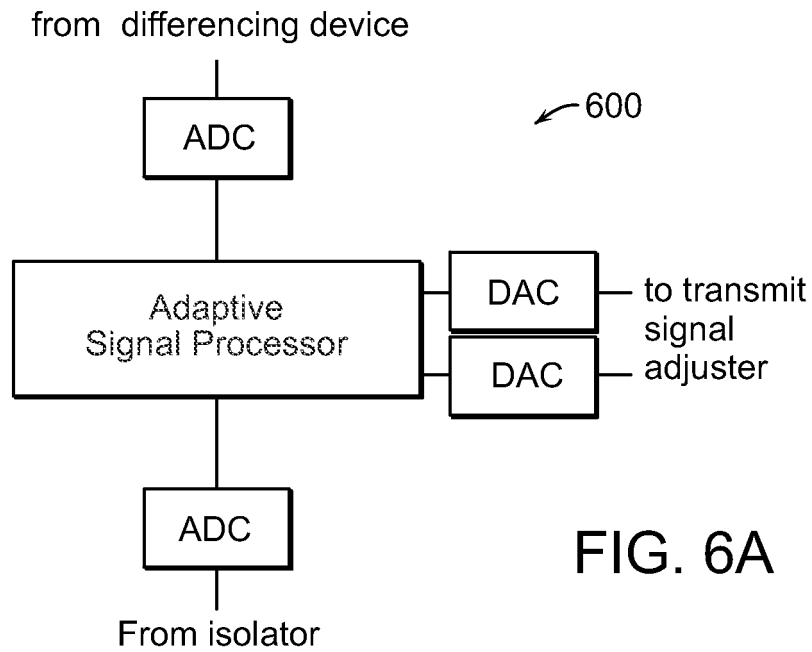 from differencing device
ADC
600
Adaptive
Signal Processor
DAC
DAC
to transmit
signal
adjuster
ADC
From isolator
FIG. 6A